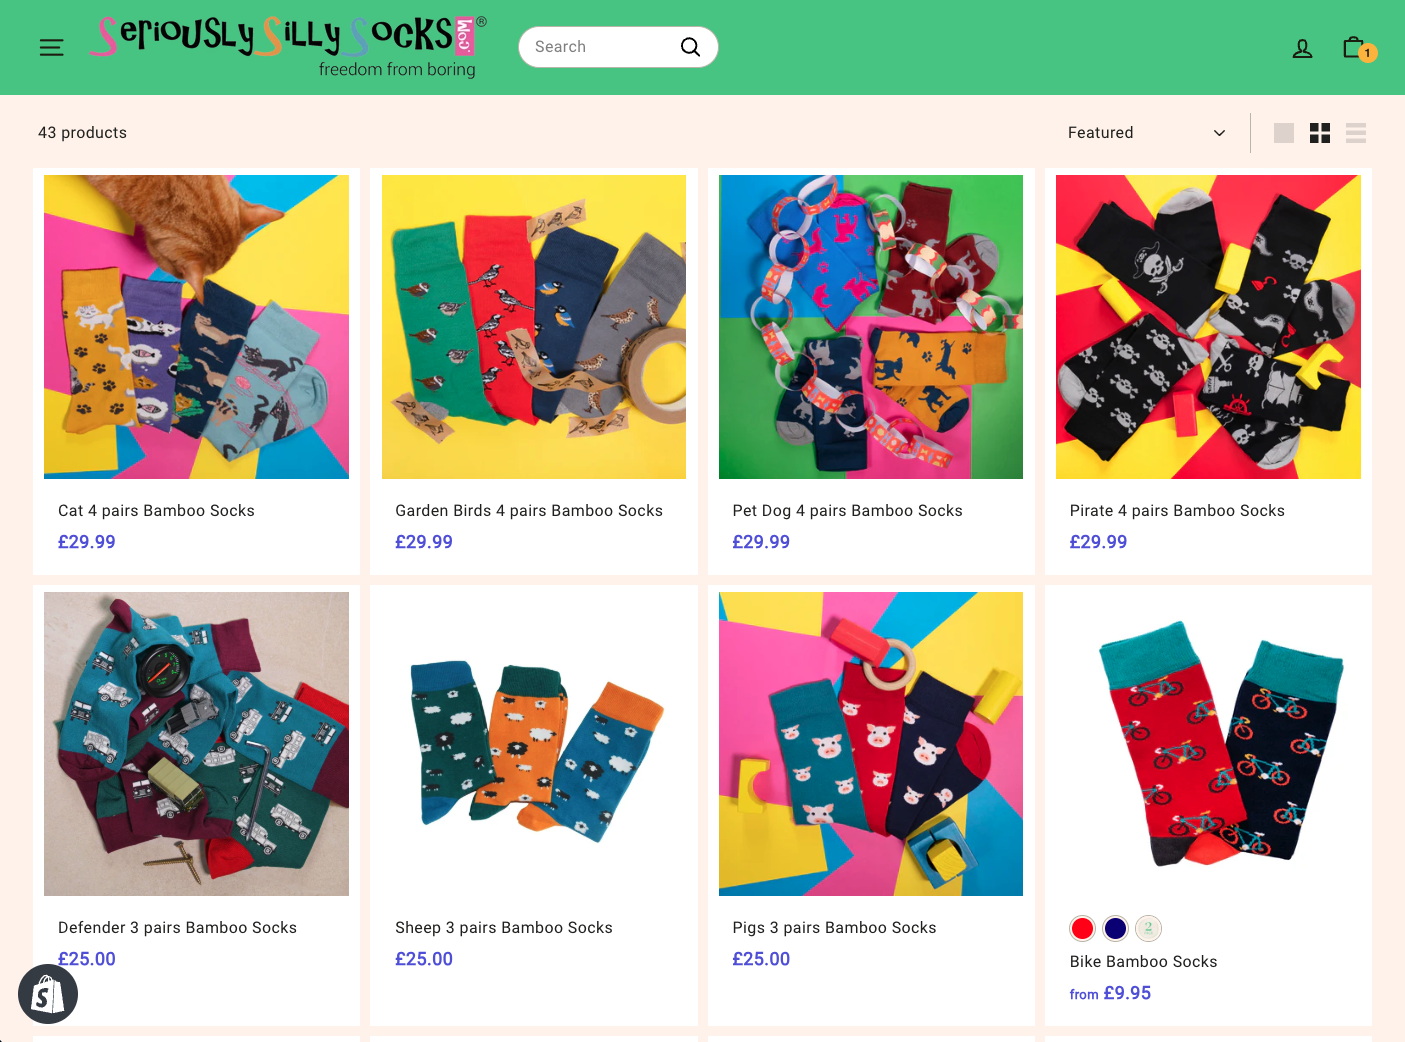 SERIOUSLY SILLY SOCKS.COM®
freedom from boring
Search
1
43 products
Featured
Cat 4 pairs Bamboo Socks
£29.99
Garden Birds 4 pairs Bamboo Socks
£29.99
Pet Dog 4 pairs Bamboo Socks
£29.99
Pirate 4 pairs Bamboo Socks
£29.99
Defender 3 pairs Bamboo Socks
£25.00
Sheep 3 pairs Bamboo Socks
£25.00
Pigs 3 pairs Bamboo Socks
£25.00
2
Bike Bamboo Socks
from £9.95
S